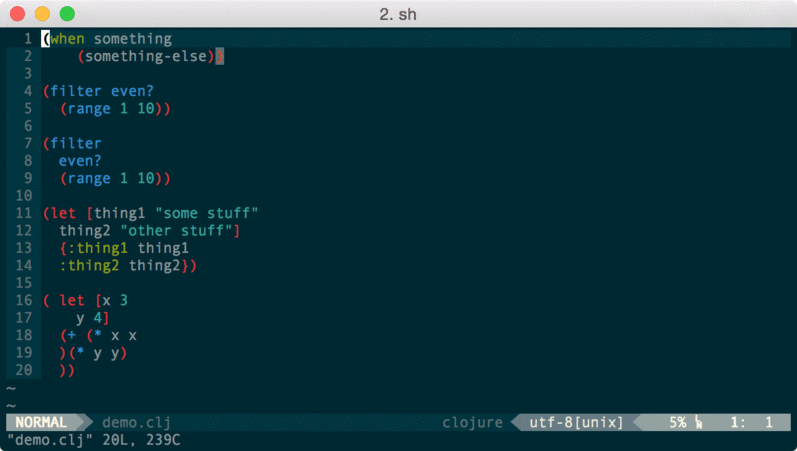 2. sh
1 (when something
2     (something-else))
3
4 (filter even?
5   (range 1 10))
6
7 (filter
8   even?
9   (range 1 10))
10
11 (let [thing1 "some stuff"
12   thing2 "other stuff"]
13   {:thing1 thing1
14   :thing2 thing2})
15
16 ( let [x 3
17     y 4]
18   (+ (* x x
19   )(* y y)
20   ))
~
~
NORMAL demo.clj clojure utf-8[unix] 5% 1: 1
"demo.clj" 20L, 239C